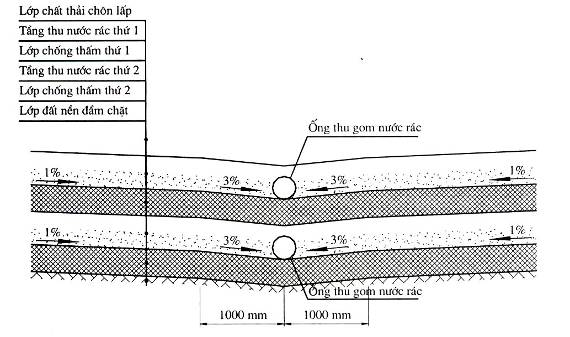 Lớp chất thải chôn lấp
Tầng thu nước rác thứ 1
Lớp chống thấm thứ 1
Tầng thu nước rác thứ 2
Lớp chống thấm thứ 2
Lớp đất nền đầm chặt
Ống thu gom nước rác
1%
3%
3%
1%
1%
3%
3%
1%
Ống thu gom nước rác
1000 mm
1000 mm